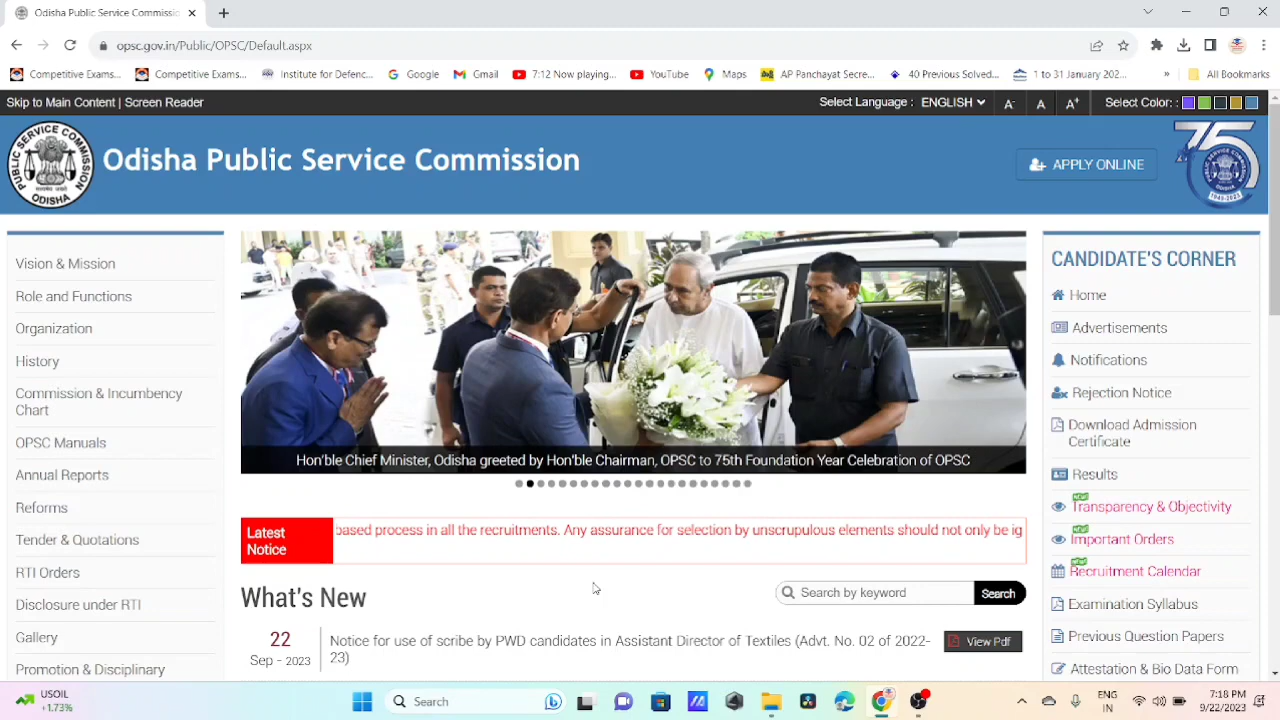 Odisha Public Service Commissio
opsc.gov.in/Public/OPSC/Default.aspx
Competitive Exams...
Competitive Exams...
Institute for Defenc...
Google
Gmail
7:12 Now playing...
YouTube
Maps
AP Panchayat Secre...
40 Previous Solved...
1 to 31 January 202...
»
All Bookmarks
Skip to Main Content | Screen Reader
Select Language : ENGLISH
A-
A
A+
Select Color: :
PUBLIC SERVICE COMMISSION
ODISHA
Odisha Public Service Commission
APPLY ONLINE
75
Vision & Mission
Role and Functions
Organization
History
Commission & Incumbency
Chart
OPSC Manuals
Annual Reports
Reforms
Tender & Quotations
RTI Orders
Disclosure under RTI
Gallery
Promotion & Disciplinary
Hon'ble Chief Minister, Odisha greeted by Hon'ble Chairman, OPSC to 75th Foundation Year Celebration of OPSC
Latest
Notice
based process in all the recruitments. Any assurance for selection by unscrupulous elements should not only be ig
What's New
Search by keyword
Search
22
Sep - 2023
Notice for use of scribe by PWD candidates in Assistant Director of Textiles (Advt. No. 02 of 2022-
23)
View Pdf
CANDIDATE'S CORNER
Home
Advertisements
Notifications
Rejection Notice
Download Admission
Certificate
Results
Transparency & Objectivity
Important Orders
Recruitment Calendar
Examination Syllabus
Previous Question Papers
Attestation & Bio Data Form
USOIL
+1.73%
Search
ENG
IN
7:18 PM
9/22/2023